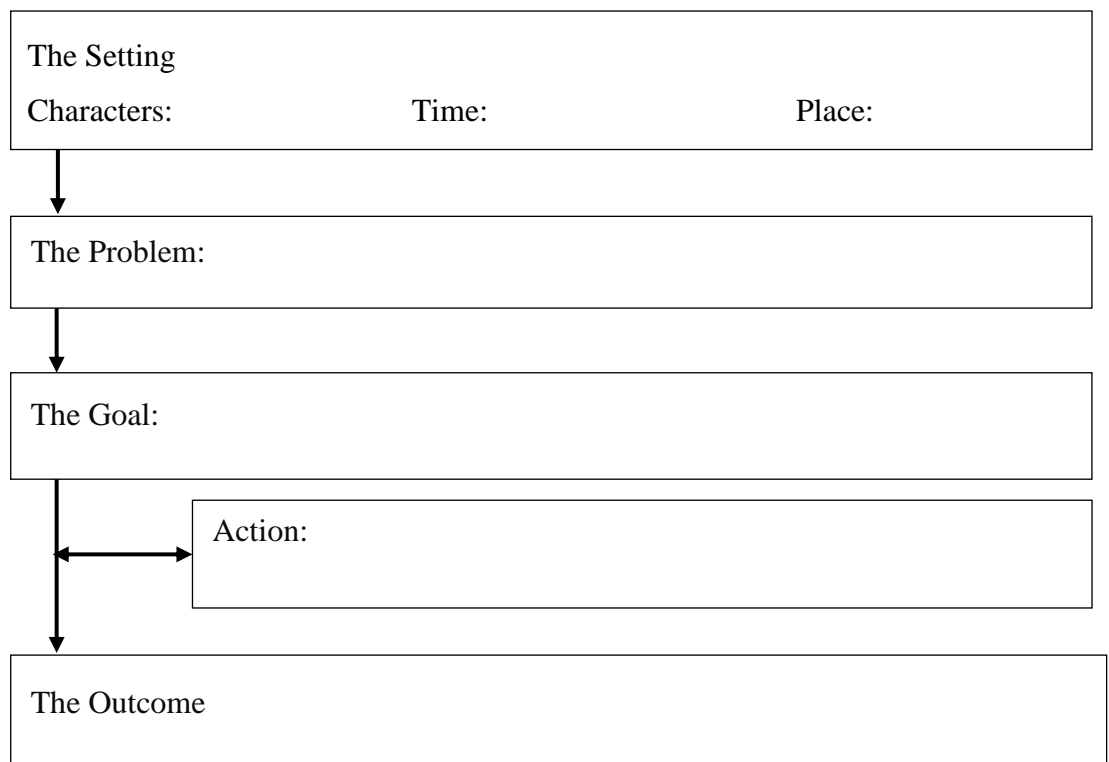 The Setting
Characters: Time: Place:
The Problem:
The Goal:
Action:
The Outcome